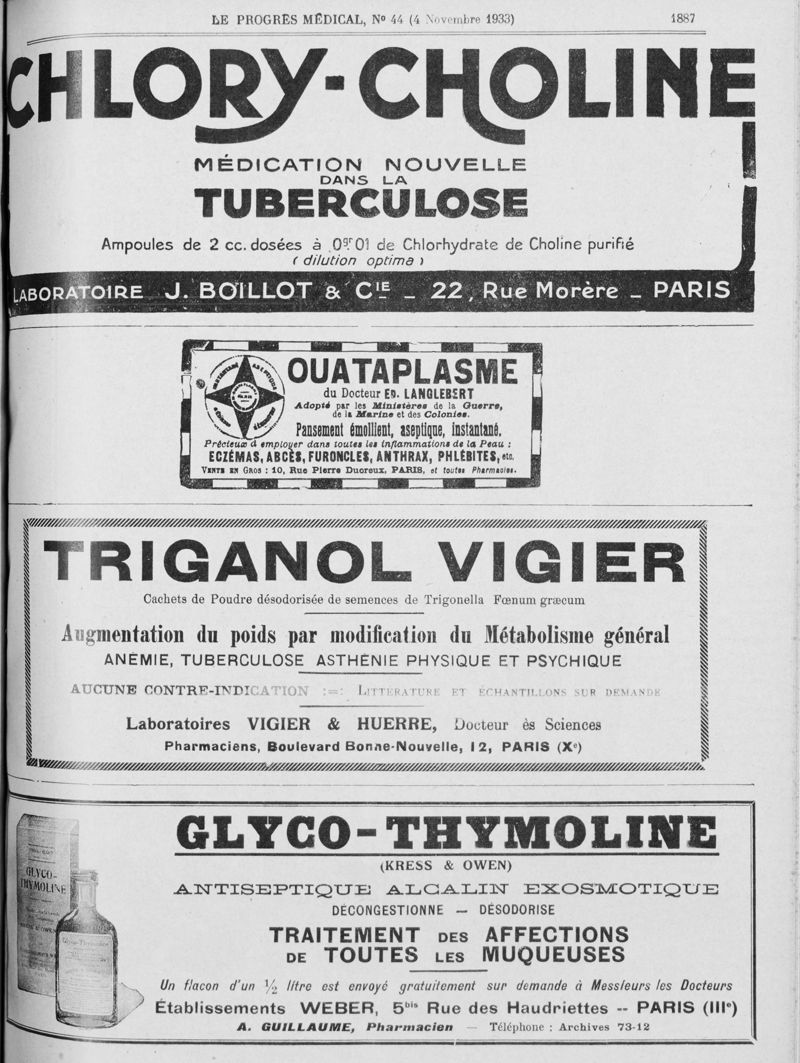 LE PROGRÈS MÉDICAL, Nº 44 (4 Novembre 1933)
1887
CHLORY-CHOLINE
MÉDICATION NOUVELLE
DANS LA
TUBERCULOSE
Ampoules de 2 cc. dosées à 0gr01 de Chlorhydrate de Choline purifié
(dilution optima)
LABORATOIRE J. BOILLOT & CIE - 22, Rue Morère - PARIS
OUATAPLASME
du Docteur ED. LANGLEBERT
Adopté par les Ministères de la Guerre,
de la Marine et des Colonies.
Pansement émollient, aseptique, instantané.
Précieux à employer dans toutes les Inflammations de la Peau :
ECZÉMAS, ABCÈS, FURONCLES, ANTHRAX, PHLÉBITES, etc.
VENTE EN GROS : 10, Rue Pierre Ducreux, PARIS, et toutes Pharmacies.
TRIGANOL VIGIER
Cachets de Poudre désodorisée de semences de Trigonella Fœnum græcum
Augmentation du poids par modification du Métabolisme général
ANÉMIE, TUBERCULOSE ASTHÉNIE PHYSIQUE ET PSYCHIQUE
AUCUNE CONTRE-INDICATION :=: LITTÉRATURE ET ÉCHANTILLONS SUR DEMANDE
Laboratoires VIGIER & HUERRE, Docteur ès Sciences
Pharmaciens, Boulevard Bonne-Nouvelle, 12, PARIS (Xe)
GLYCO-
THYMOLINE
GLYCO-THYMOLINE
(KRESS & OWEN)
ANTISEPTIQUE ALCALIN EXOSMOTIQUE
DÉCONGESTIONNE — DÉSODORISE
TRAITEMENT DES AFFECTIONS
DE TOUTES LES MUQUEUSES
Un flacon d'un ½ litre est envoyé gratuitement sur demande à Messieurs les Docteurs
Établissements WEBER, 5bis Rue des Haudriettes -- PARIS (IIIe)
A. GUILLAUME, Pharmacien — Téléphone : Archives 73-12